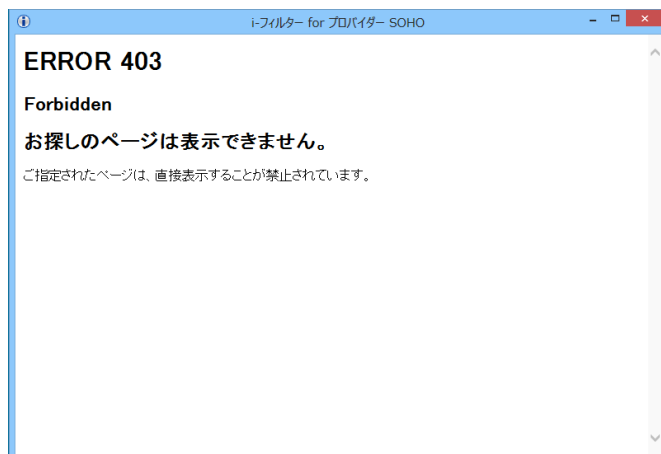 i-フィルター for プロバイダー SOHO
ERROR 403
Forbidden
お探しのページは表示できません。
ご指定されたページは、直接表示することが禁止されています。